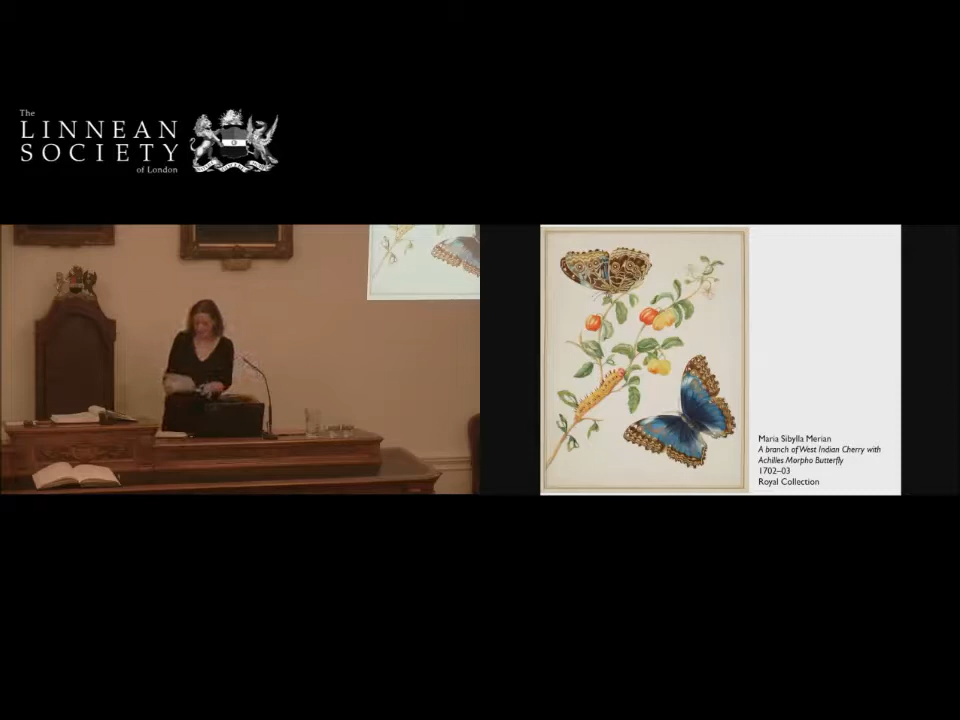 The
LINNEAN
SOCIETY
of London
Maria Sibylla Merian
A branch of West Indian Cherry with
Achilles Morpho Butterfly
1702–03
Royal Collection